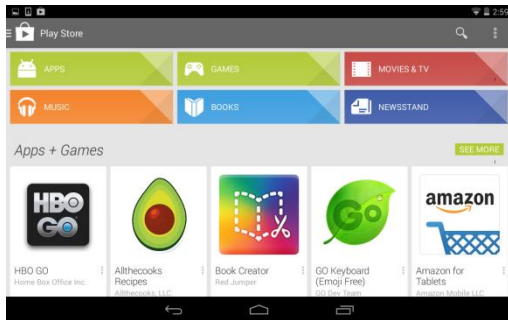 2:59
Play Store
APPS
GAMES
MOVIES & TV
MUSIC
BOOKS
NEWSSTAND
Apps + Games
SEE MORE
HBO
GO
GO
amazon
HBO GO
Home Box Office Inc.
Allthecooks
Recipes
Allthecooks, LLC
Book Creator
Red Jumper
GO Keyboard
(Emoji Free)
GO Dev Team
Amazon for
Tablets
Amazon Mobile LLC